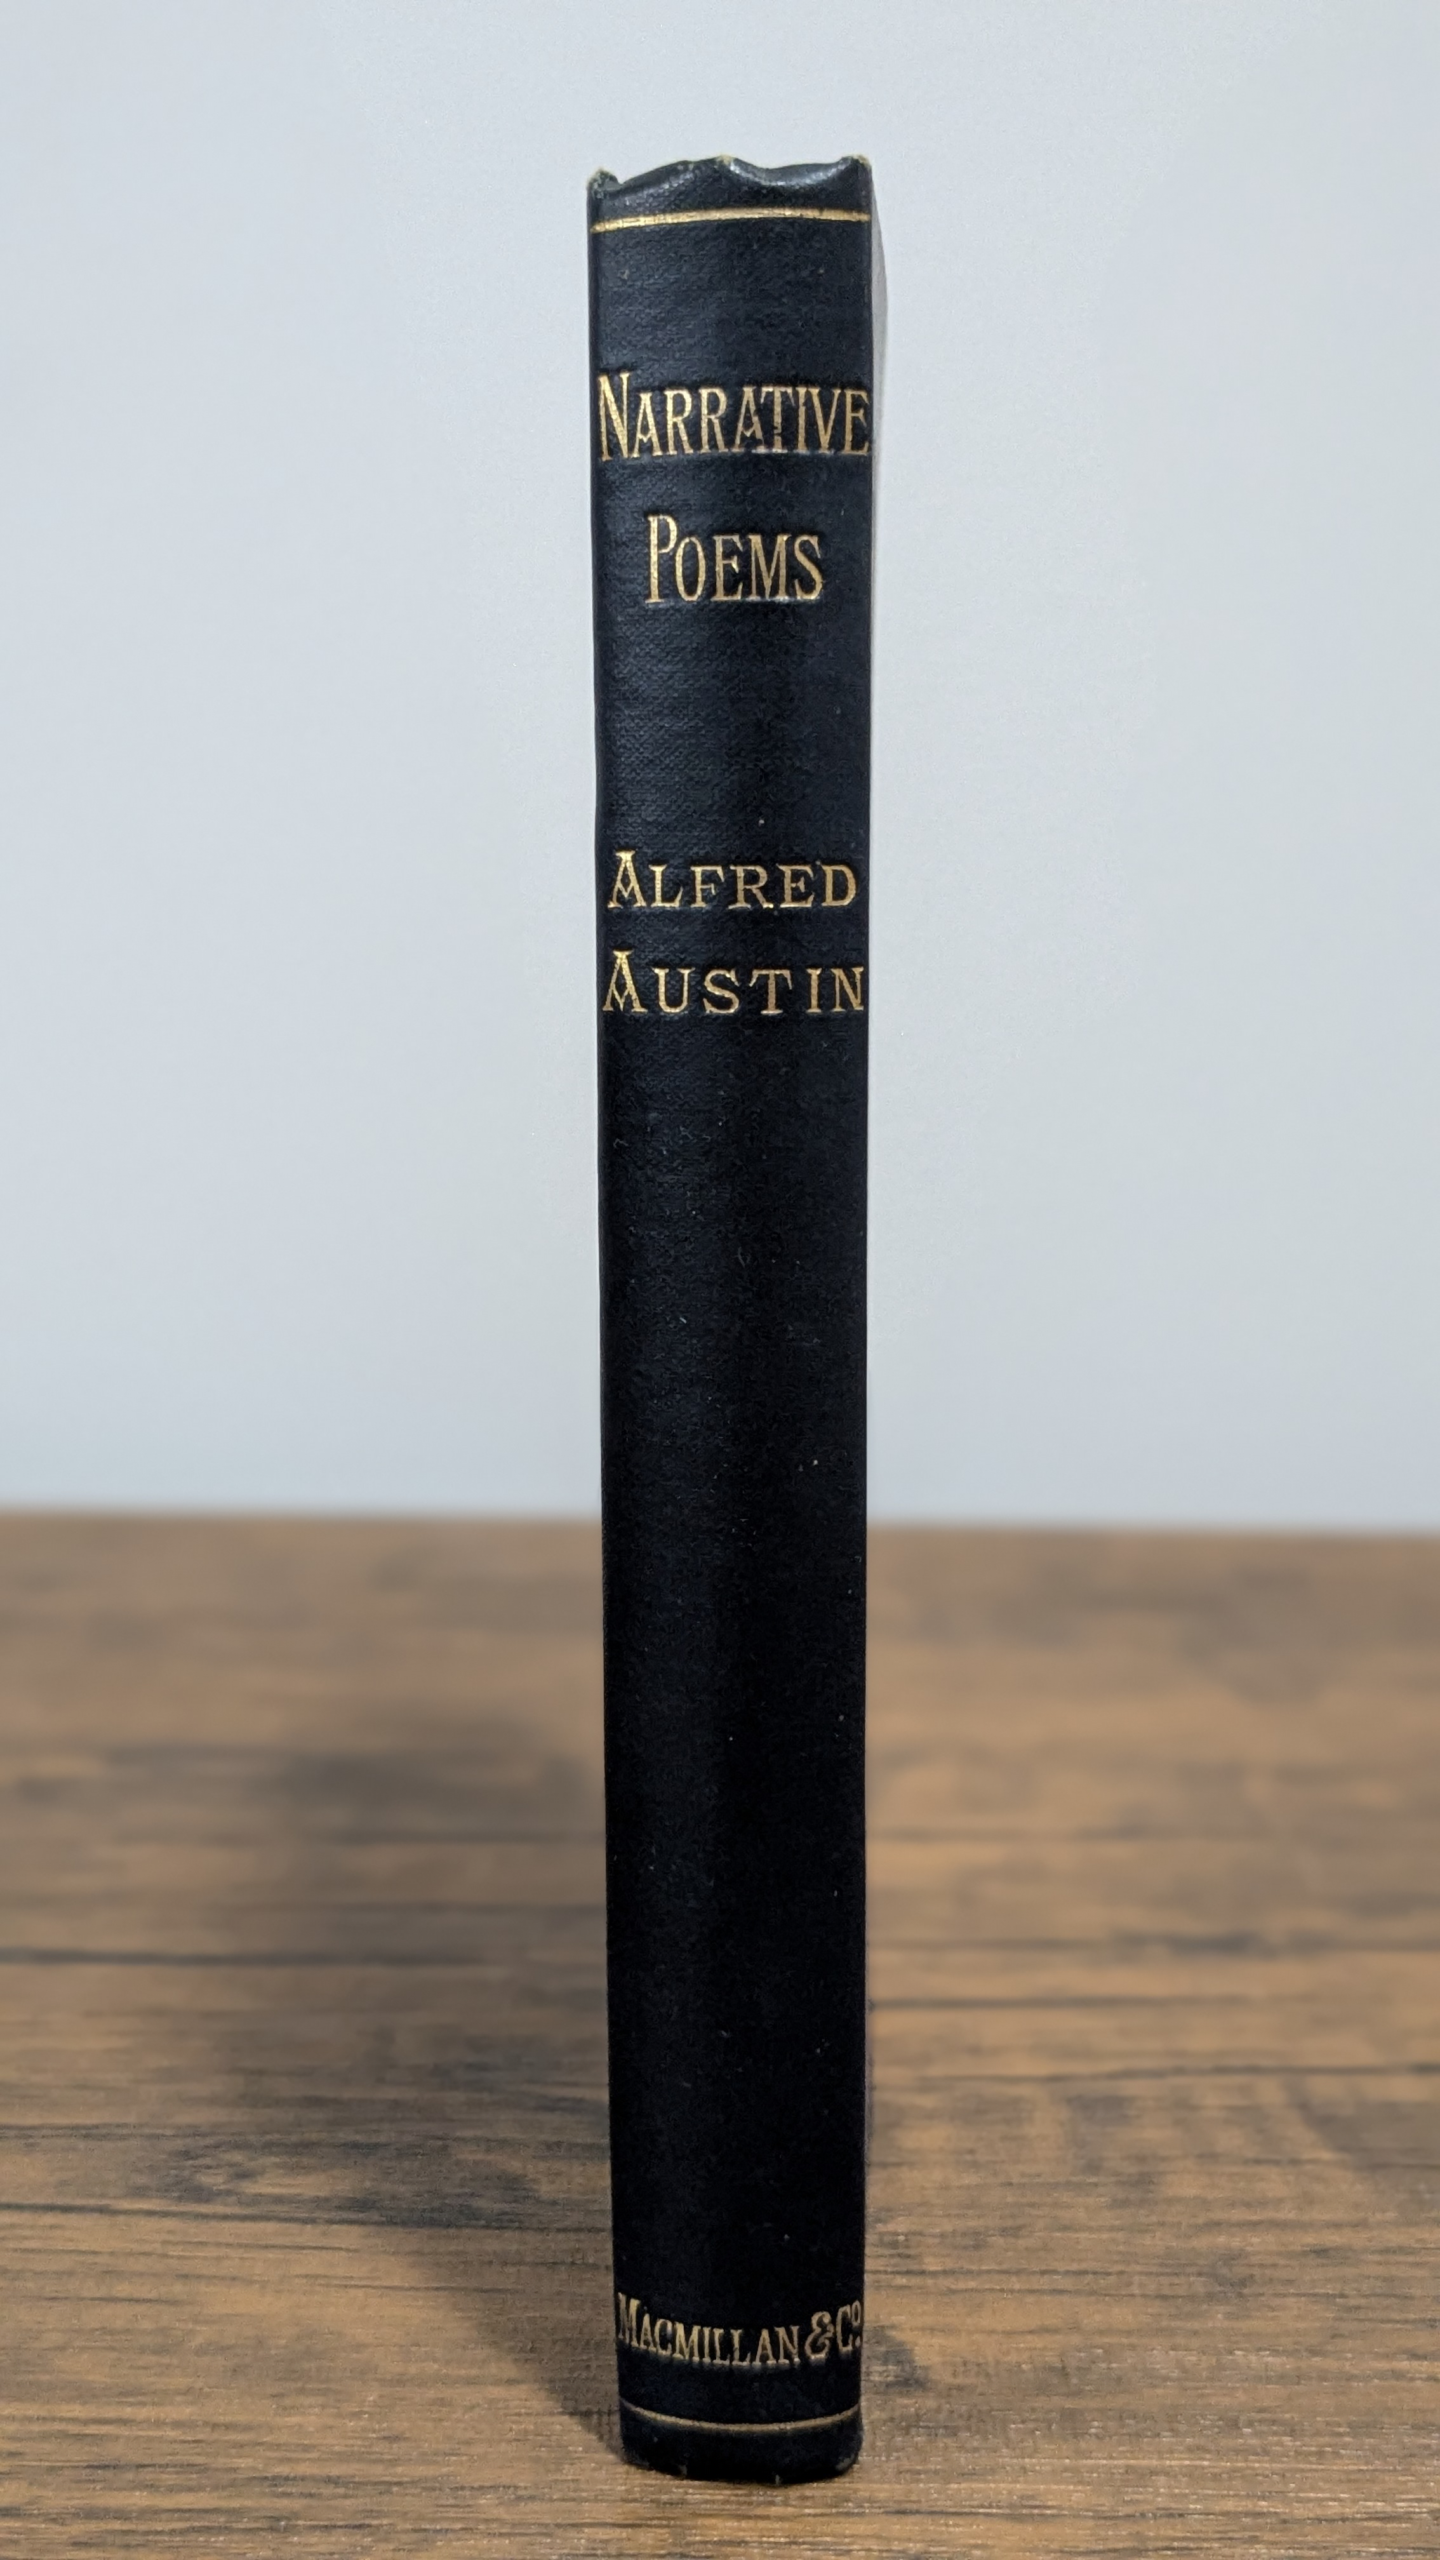 NARRATIVE
POEMS
ALFRED
AUSTIN
MACMILLAN & Cº